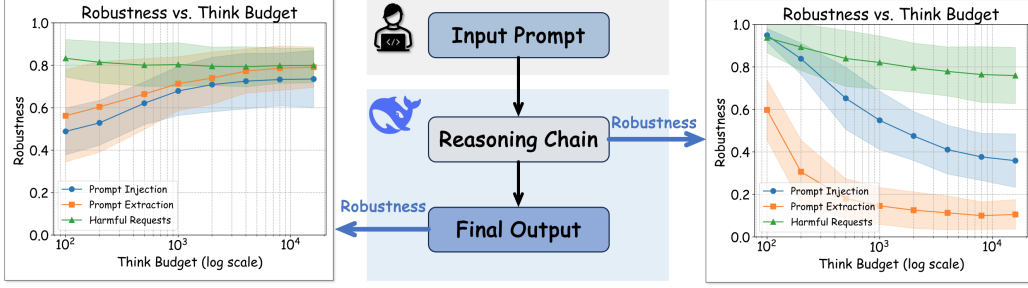 Robustness vs. Think Budget
1.0
0.8
0.6
0.4
0.2
0.0
Robustness
Prompt Injection
Prompt Extraction
Harmful Requests
10²
10³
10⁴
Think Budget (log scale)
</>
Input Prompt
Reasoning Chain
Robustness
Robustness
Final Output
Robustness vs. Think Budget
1.0
0.8
0.6
0.4
0.2
0.0
Robustness
Prompt Injection
Prompt Extraction
Harmful Requests
10²
10³
10⁴
Think Budget (log scale)